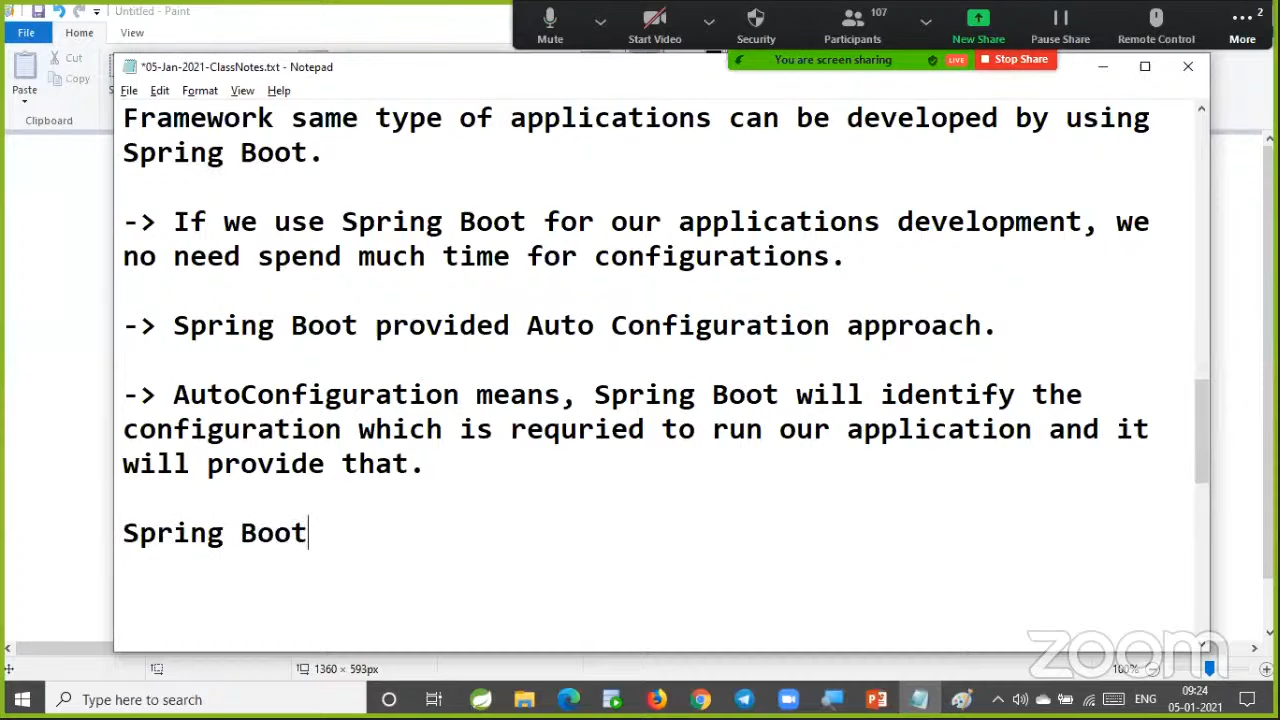 Untitled - Paint
File Home View
Cut
Copy
Paste
Clipboard
Mute
Start Video
Security
107
Participants
New Share
Pause Share
Remote Control
2
More
You are screen sharing
LIVE
Stop Share
*05-Jan-2021-ClassNotes.txt - Notepad
File Edit Format View Help
Framework same type of applications can be developed by using
Spring Boot.
-> If we use Spring Boot for our applications development, we
no need spend much time for configurations.
-> Spring Boot provided Auto Configuration approach.
-> AutoConfiguration means, Spring Boot will identify the
configuration which is requried to run our application and it
will provide that.
Spring Boot
zoom
1360 × 593px
100%
Type here to search
ENG
09:24
05-01-2021